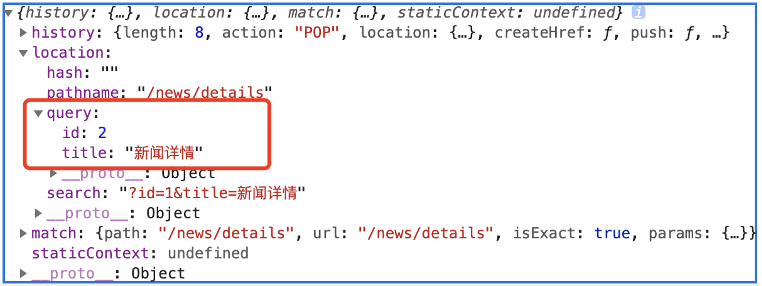 ▼{history: {…}, location: {…}, match: {…}, staticContext: undefined} i
▶history: {length: 8, action: "POP", location: {…}, createHref: ƒ, push: ƒ, …}
▼location:
hash: ""
pathname: "/news/details"
▼query:
id: 2
title: "新闻详情"
▶__proto__: Object
search: "?id=1&title=新闻详情"
▶__proto__: Object
▶match: {path: "/news/details", url: "/news/details", isExact: true, params: {…}}
staticContext: undefined
▶__proto__: Object